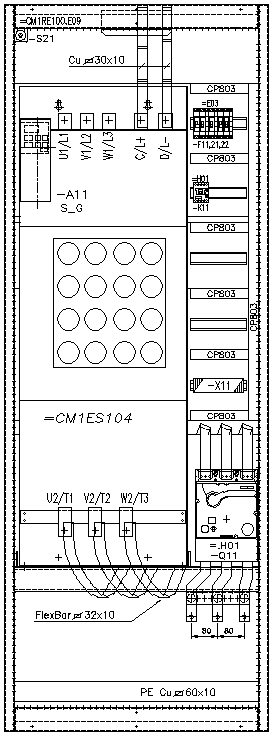 =CM1RE100.E09
-S21
Cu ▱30x10
CP803
=E03
-F11,21,22
U1/L1
V1/L2
W1/L3
C/L+
D/L-
CP803
=H01
-K11
-A11
S_G
CP803
CP803
CP803
CP803
-X11
CP803
=CM1ES104
U2/T1
V2/T2
W2/T3
=.H01
-Q11
FlexBar▱32x10
80
80
PE Cu▱60x10